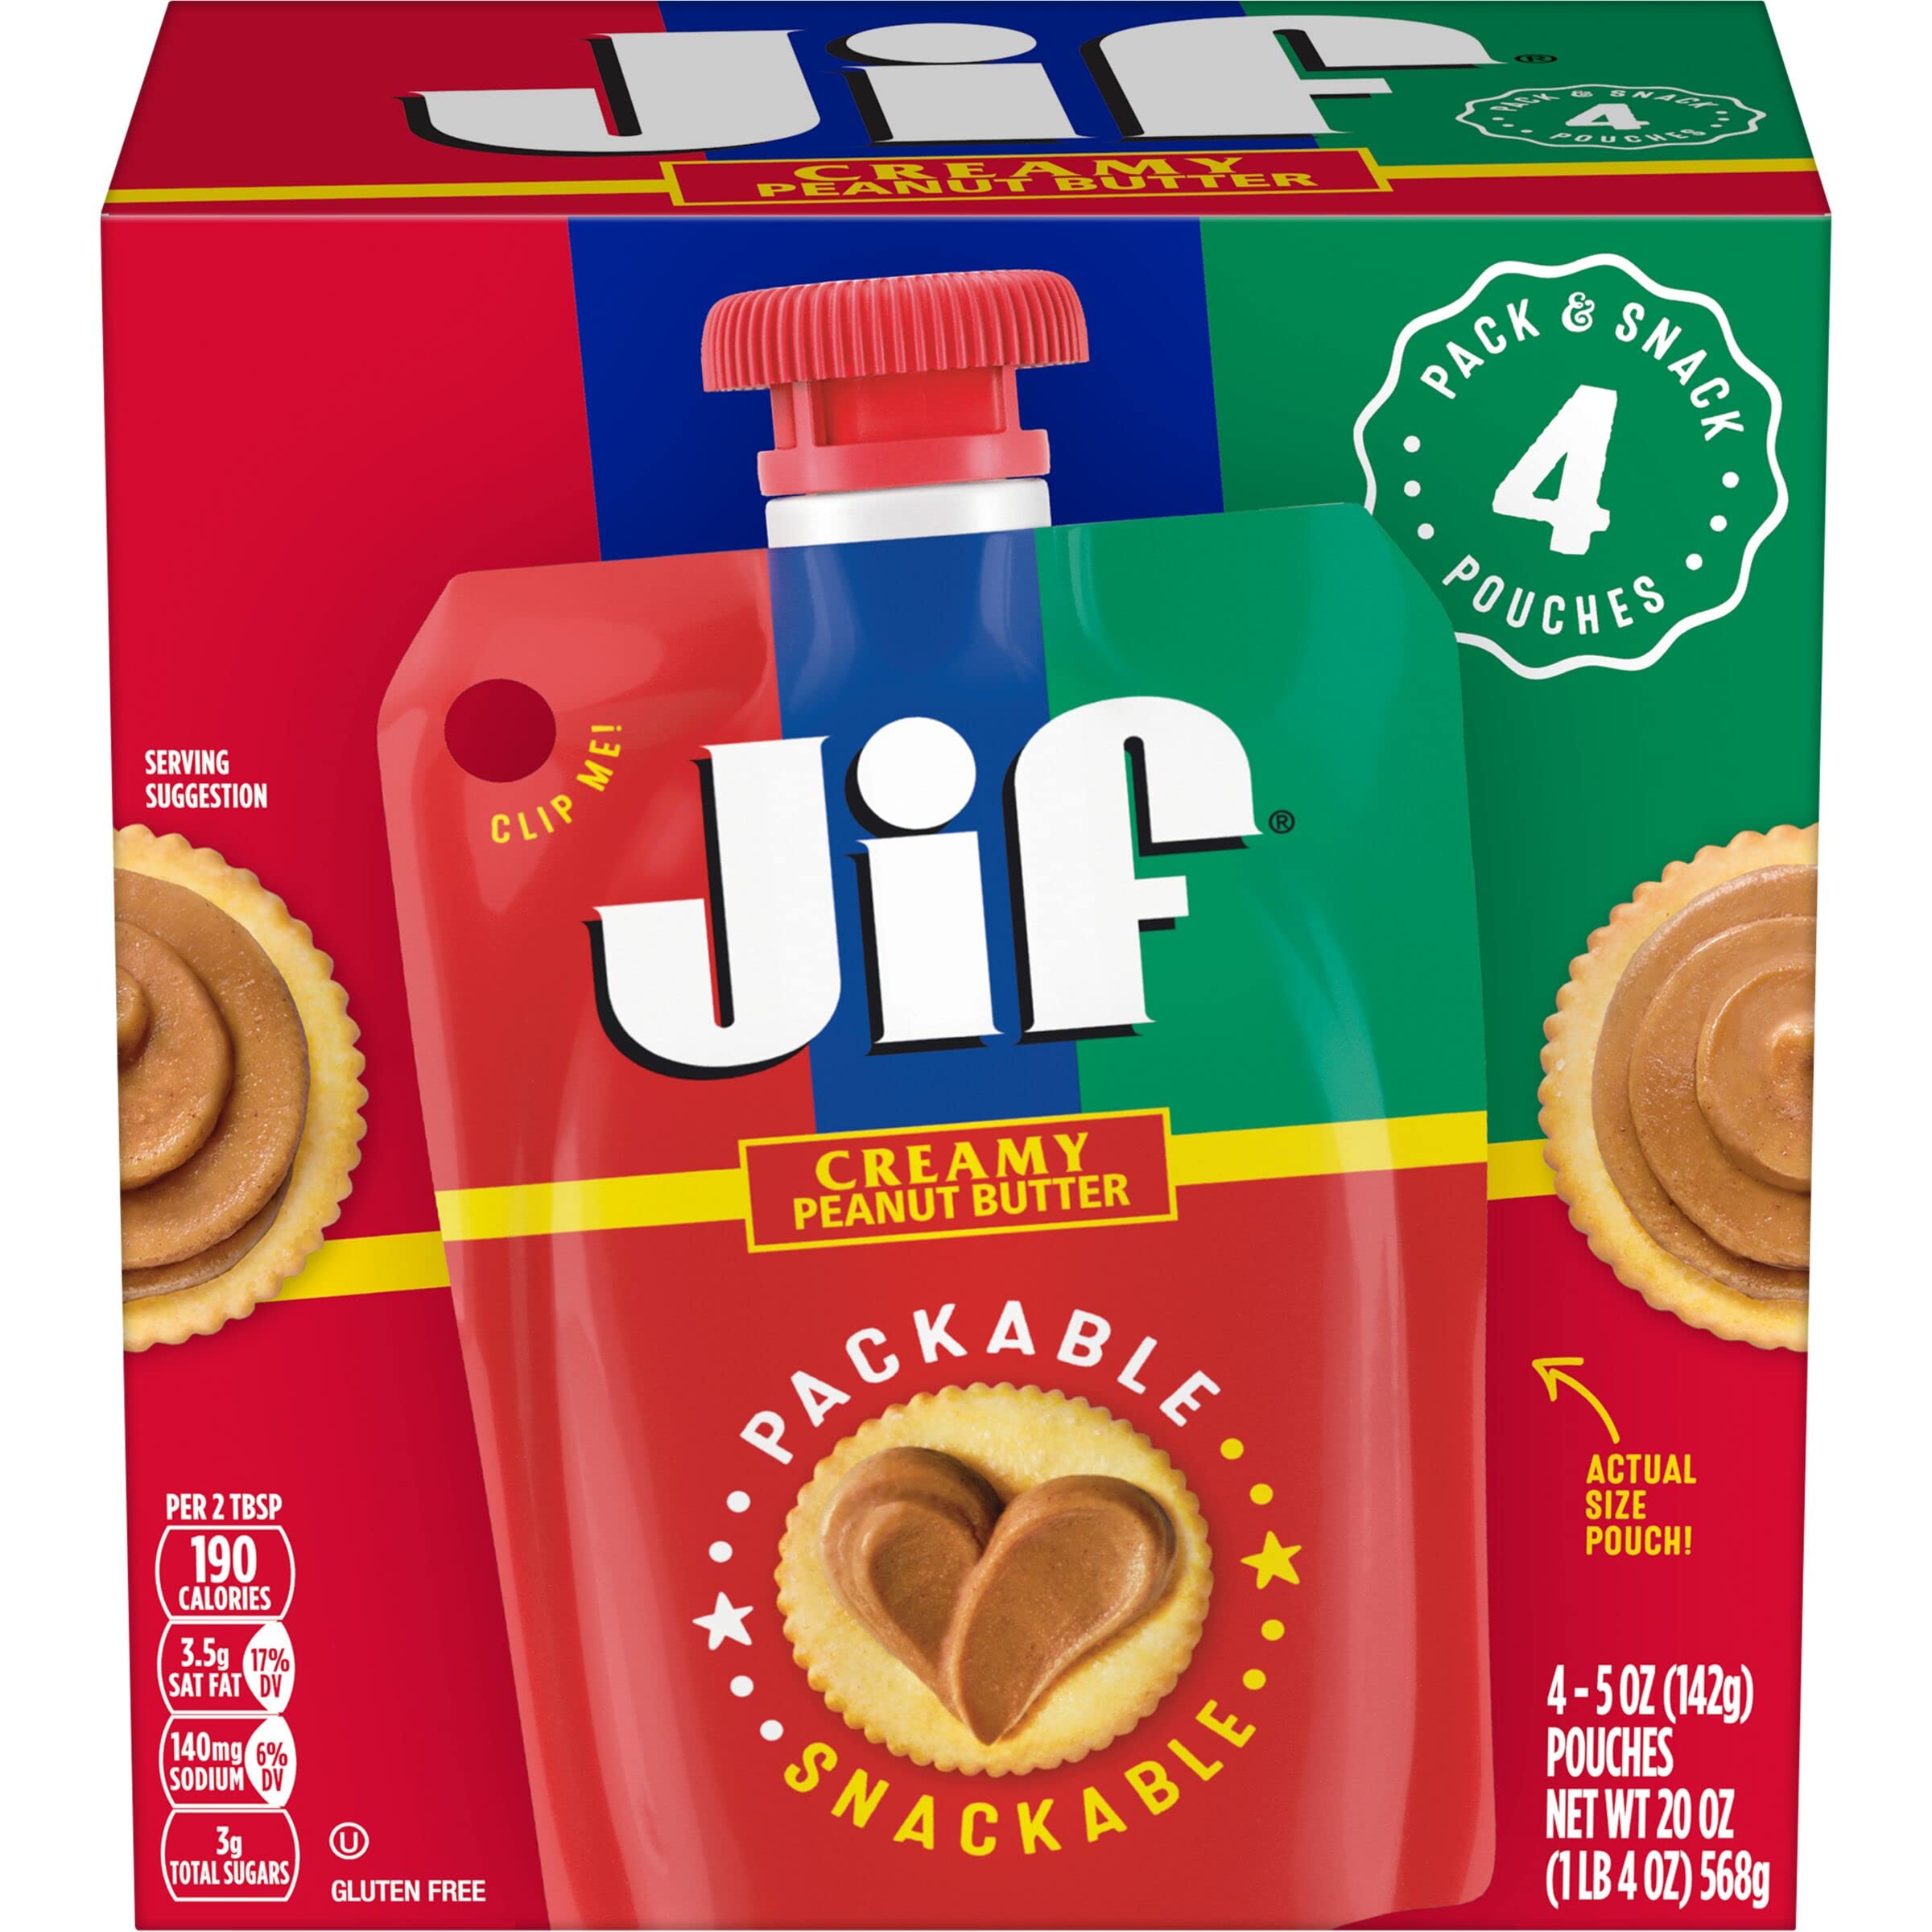 Jif®
PACK & SNACK
4
POUCHES
CREAMY
PEANUT BUTTER
PACK & SNACK
4
POUCHES
CLIP ME!
SERVING
SUGGESTION
Jif®
CREAMY
PEANUT BUTTER
PACKABLE
SNACKABLE
ACTUAL
SIZE
POUCH!
PER 2 TBSP
190
CALORIES
3.5g
SAT FAT
17%
DV
140mg
SODIUM
6%
DV
3g
TOTAL SUGARS
U
GLUTEN FREE
4 - 5 OZ (142g)
POUCHES
NET WT 20 OZ
(1 LB 4 OZ) 568g